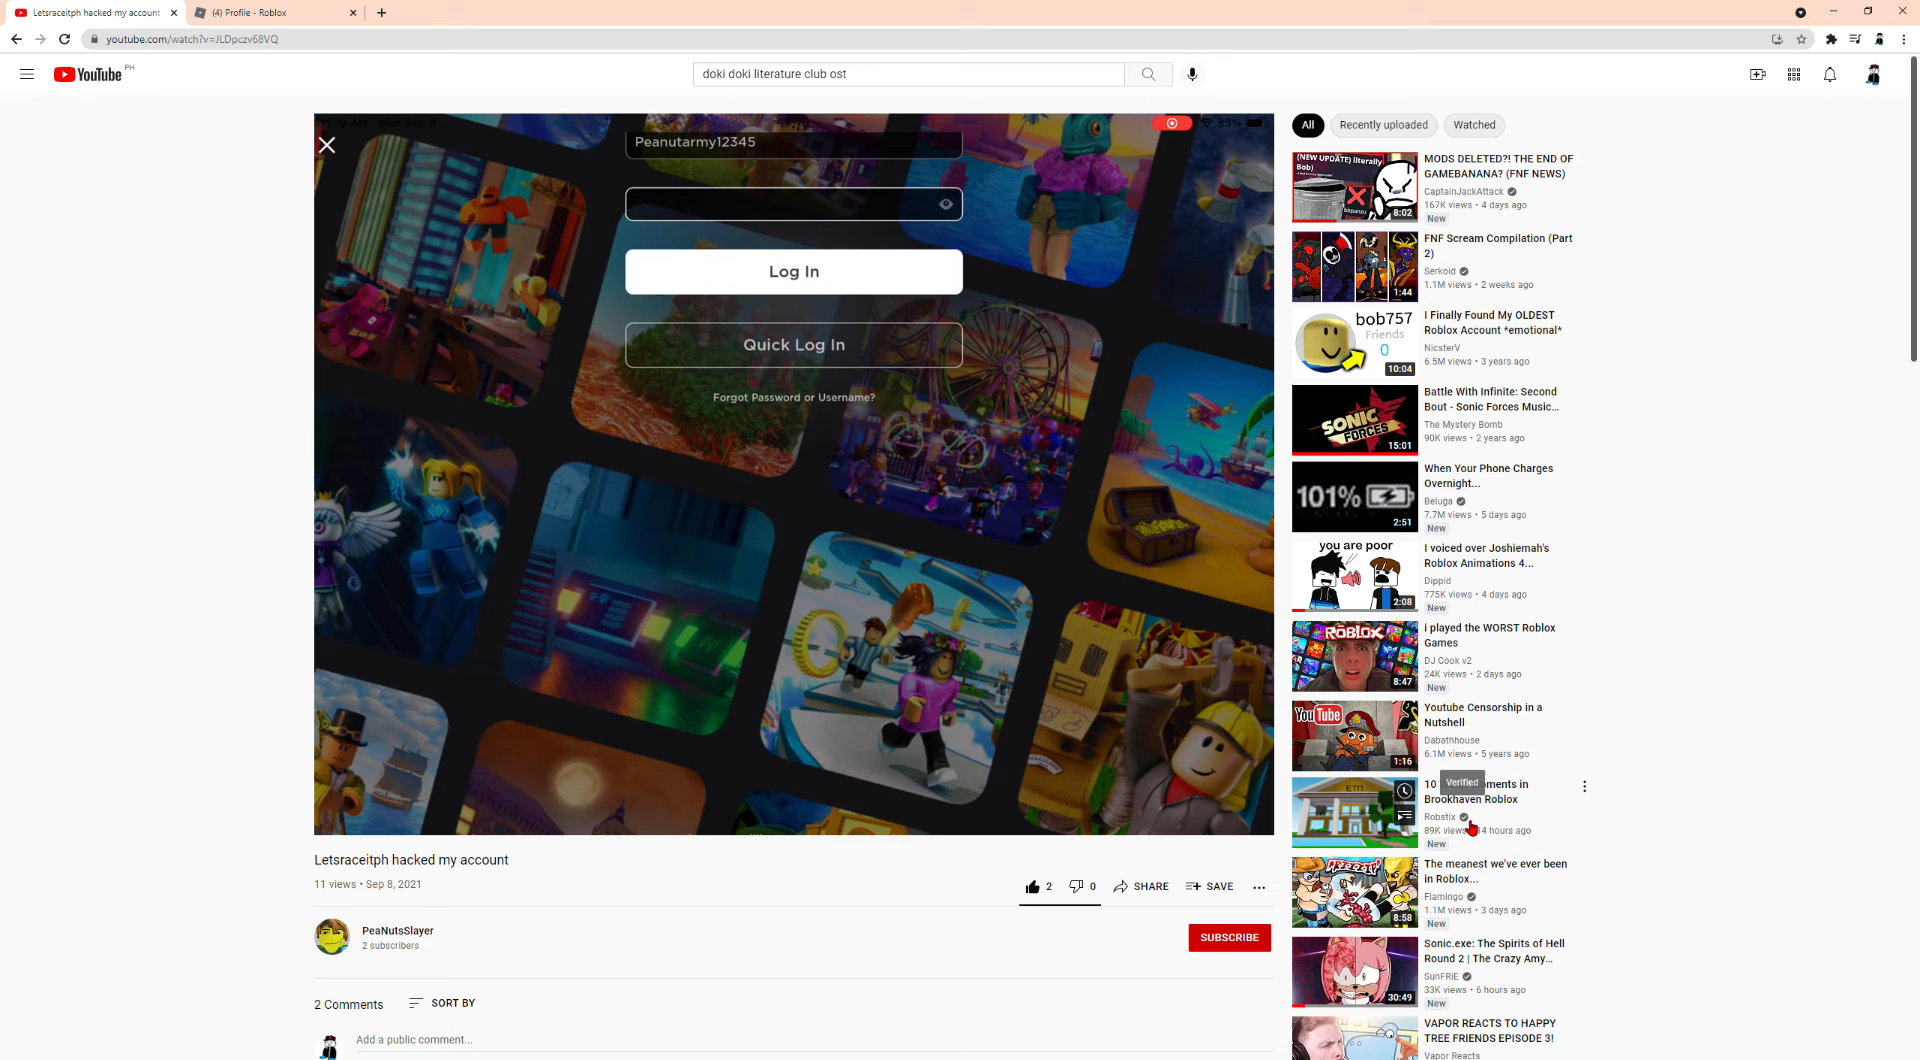 Letsraceitph hacked my account
(4) Profile - Roblox
youtube.com/watch?v=JLDpczv68VQ
YouTube PH
doki doki literature club ost
83%
Peanutarmy12345
Log In
Quick Log In
Forgot Password or Username?
Letsraceitph hacked my account
11 views • Sep 8, 2021
2
0
SHARE
SAVE
PeaNutsSlayer
2 subscribers
SUBSCRIBE
2 Comments
SORT BY
Add a public comment...
All
Recently uploaded
Watched
(NEW UPDATE) literally
Bob)
8:02
MODS DELETED?! THE END OF
GAMEBANANA? (FNF NEWS)
CaptainJackAttack
167K views • 4 days ago
New
1:44
FNF Scream Compilation (Part
2)
Serkoid
1.1M views • 2 weeks ago
bob757
Friends
0
10:04
I Finally Found My OLDEST
Roblox Account *emotional*
NicsterV
6.5M views • 3 years ago
SONIC
FORCES
15:01
Battle With Infinite: Second
Bout - Sonic Forces Music...
The Mystery Bomb
90K views • 2 years ago
101%
2:51
When Your Phone Charges
Overnight...
Beluga
7.7M views • 5 days ago
New
you are poor
2:08
I voiced over Joshiemah's
Roblox Animations 4...
Dippid
775K views • 4 days ago
New
ROBLOX
8:47
i played the WORST Roblox
Games
DJ Cook v2
24K views • 2 days ago
New
YouTube
1:16
Youtube Censorship in a
Nutshell
Dabathhouse
6.1M views • 5 years ago
Verified
10
ments in
Brookhaven Roblox
Robstix
89K views
14 hours ago
New
8:58
The meanest we've ever been
in Roblox...
Flamingo
1.1M views • 3 days ago
New
30:49
Sonic.exe: The Spirits of Hell
Round 2 | The Crazy Amy...
SunFRIE
33K views • 6 hours ago
New
VAPOR REACTS TO HAPPY
TREE FRIENDS EPISODE 3!
Vapor Reacts